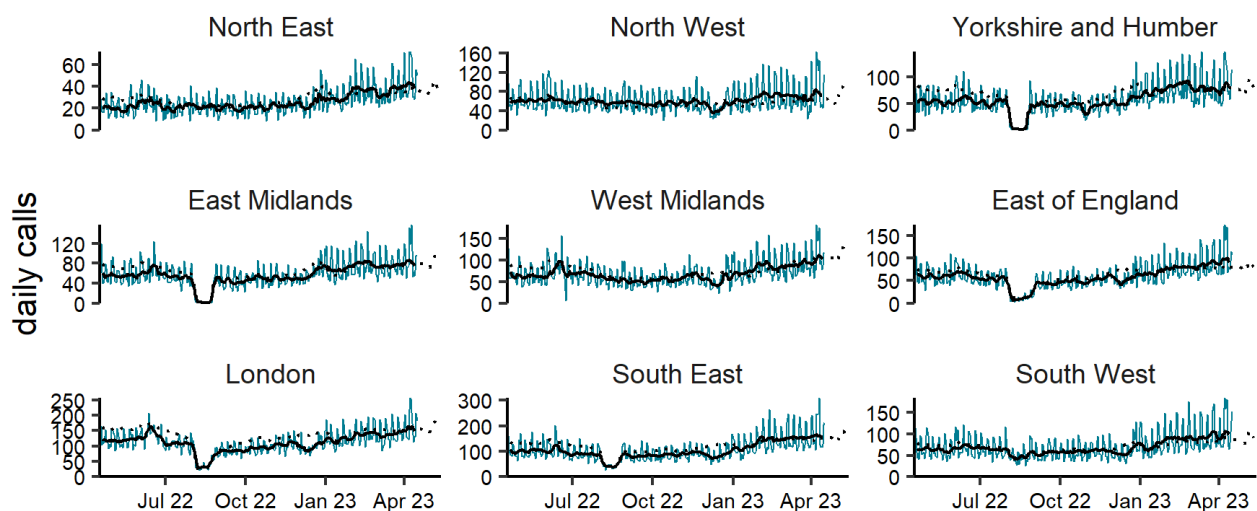 North East
North West
Yorkshire and Humber
60
40
20
0
160
120
80
40
0
100
50
0
daily calls
East Midlands
West Midlands
East of England
120
80
40
0
150
100
50
0
150
100
50
0
London
South East
South West
250
200
150
100
50
0
300
200
100
0
150
100
50
0
Jul 22 Oct 22 Jan 23 Apr 23
Jul 22 Oct 22 Jan 23 Apr 23
Jul 22 Oct 22 Jan 23 Apr 23